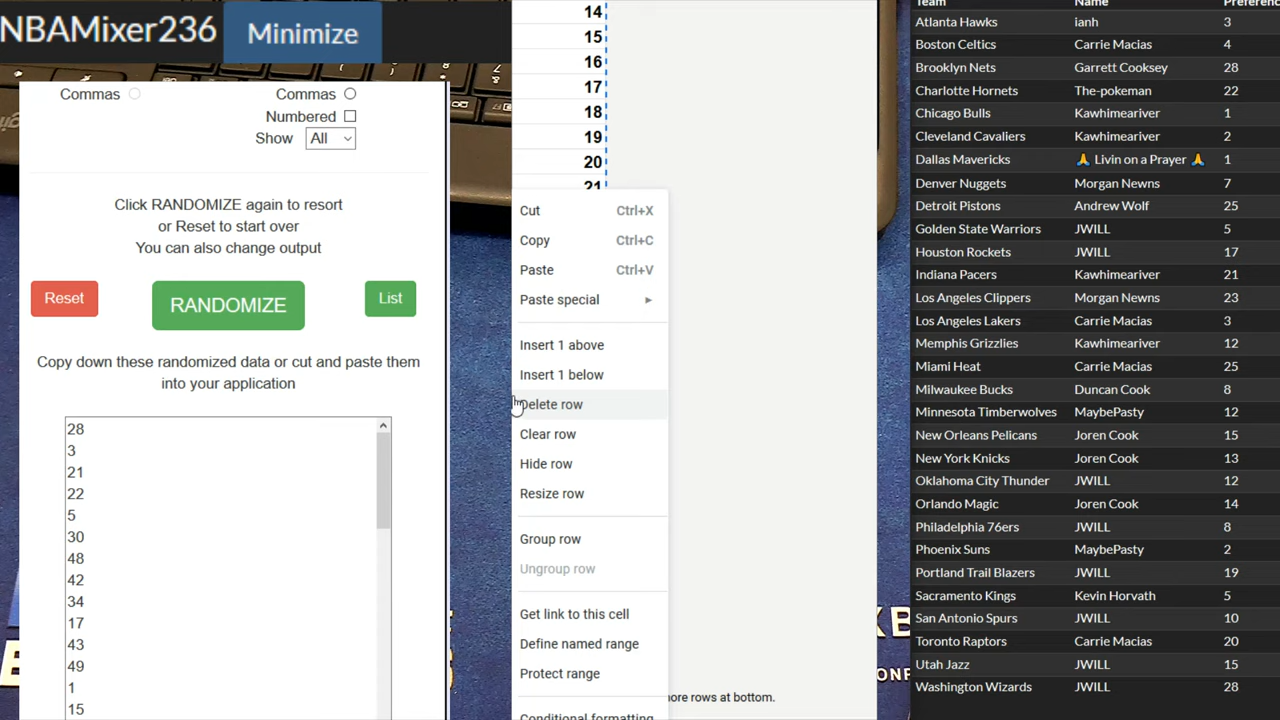 NBAMixer236
Minimize
Commas
Commas
Numbered
Show All
Click RANDOMIZE again to resort
or Reset to start over
You can also change output
Reset
RANDOMIZE
List
Copy down these randomized data or cut and paste them
into your application
28
3
21
22
5
30
48
42
34
17
43
49
1
15
14
15
16
17
18
19
20
21
Cut Ctrl+X
Copy Ctrl+C
Paste Ctrl+V
Paste special
Insert 1 above
Insert 1 below
Delete row
Clear row
Hide row
Resize row
Group row
Ungroup row
Get link to this cell
Define named range
Protect range
Conditional formatting
ore rows at bottom.
Team Name Preferenc
Atlanta Hawks ianh 3
Boston Celtics Carrie Macias 4
Brooklyn Nets Garrett Cooksey 28
Charlotte Hornets The-pokeman 22
Chicago Bulls Kawhimeariver 1
Cleveland Cavaliers Kawhimeariver 2
Dallas Mavericks 🙏 Livin on a Prayer 🙏 1
Denver Nuggets Morgan Newns 7
Detroit Pistons Andrew Wolf 25
Golden State Warriors JWILL 5
Houston Rockets JWILL 17
Indiana Pacers Kawhimeariver 21
Los Angeles Clippers Morgan Newns 23
Los Angeles Lakers Carrie Macias 3
Memphis Grizzlies Kawhimeariver 12
Miami Heat Carrie Macias 25
Milwaukee Bucks Duncan Cook 8
Minnesota Timberwolves MaybePasty 12
New Orleans Pelicans Joren Cook 15
New York Knicks Joren Cook 13
Oklahoma City Thunder JWILL 12
Orlando Magic Joren Cook 14
Philadelphia 76ers JWILL 8
Phoenix Suns MaybePasty 2
Portland Trail Blazers JWILL 19
Sacramento Kings Kevin Horvath 5
San Antonio Spurs JWILL 10
Toronto Raptors Carrie Macias 20
Utah Jazz JWILL 15
Washington Wizards JWILL 28